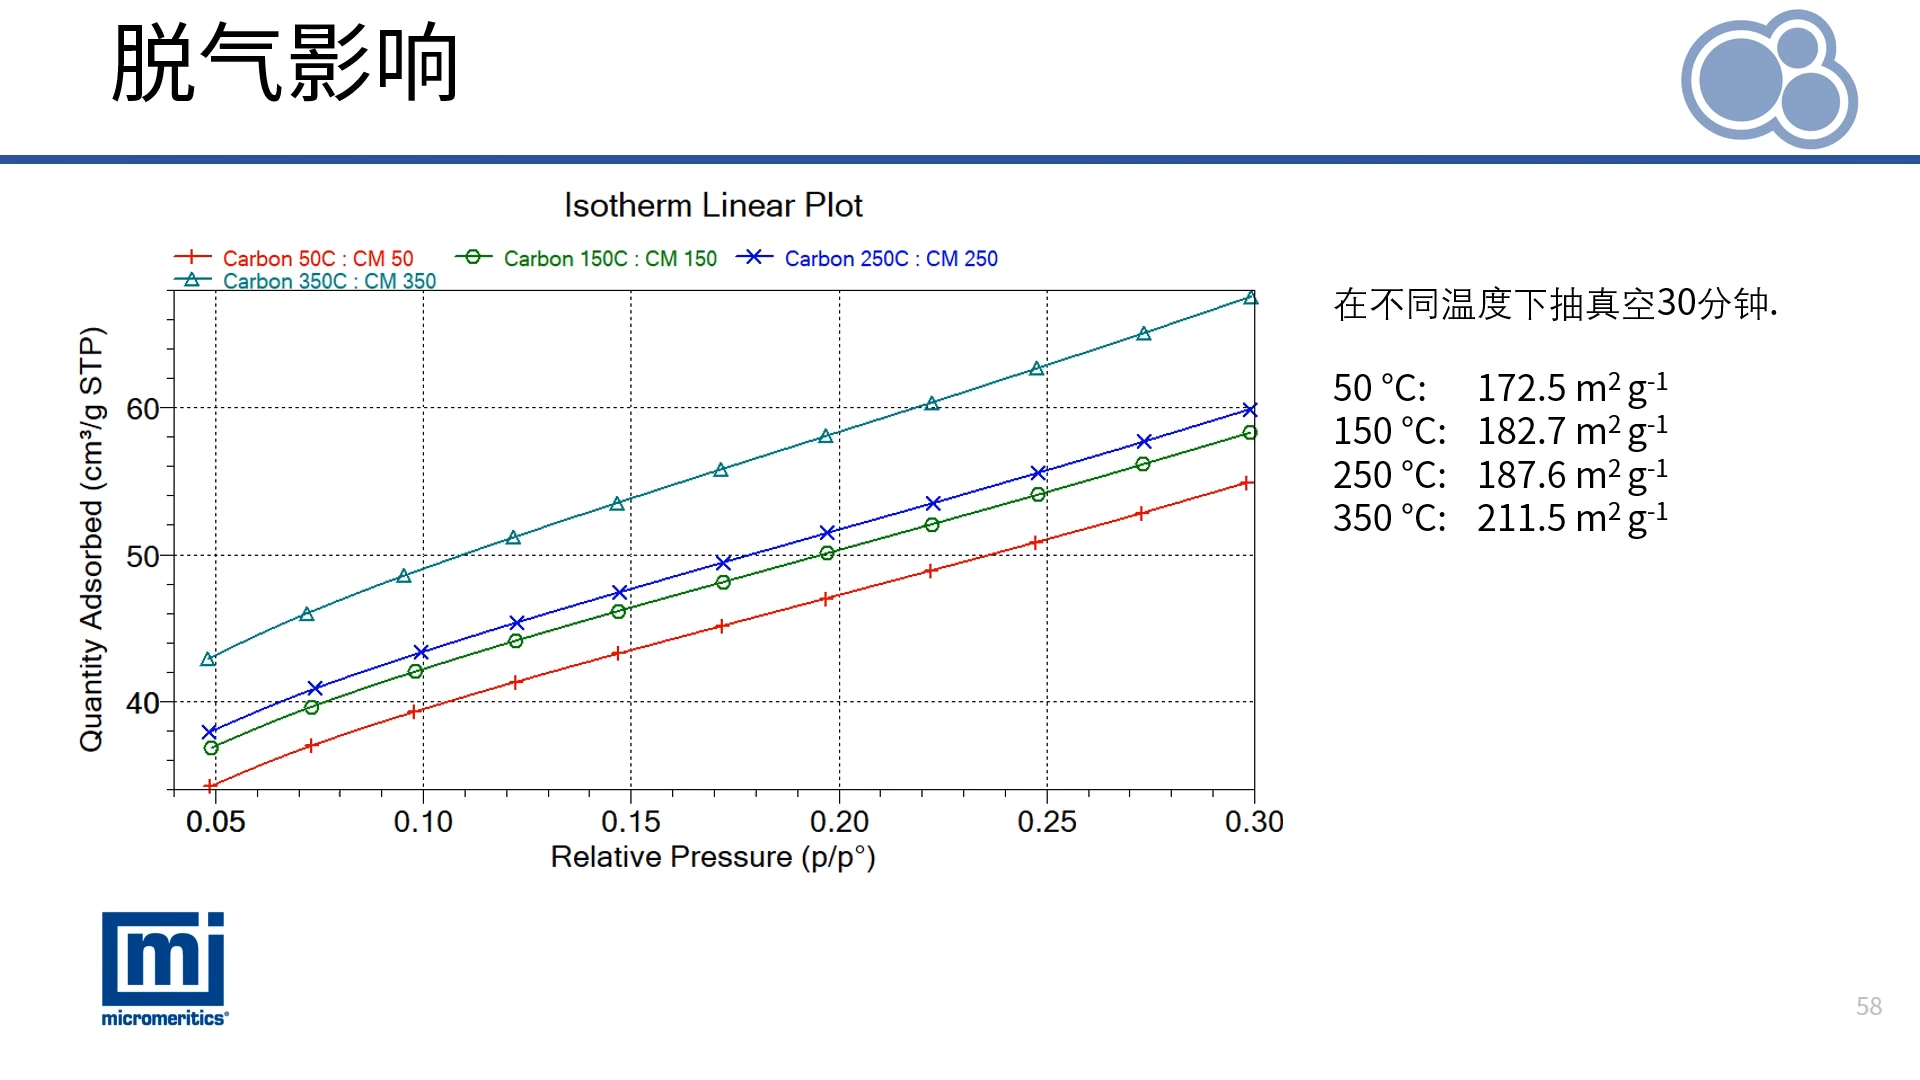 脱气影响
Isotherm Linear Plot
Carbon 50C : CM 50 Carbon 150C : CM 150 Carbon 250C : CM 250
Carbon 350C : CM 350
Quantity Adsorbed (cm³/g STP)
60
50
40
0.05 0.10 0.15 0.20 0.25 0.30
Relative Pressure (p/p°)
在不同温度下抽真空30分钟.
50 °C: 172.5 m² g⁻¹
150 °C: 182.7 m² g⁻¹
250 °C: 187.6 m² g⁻¹
350 °C: 211.5 m² g⁻¹
mi
micromeritics®
58